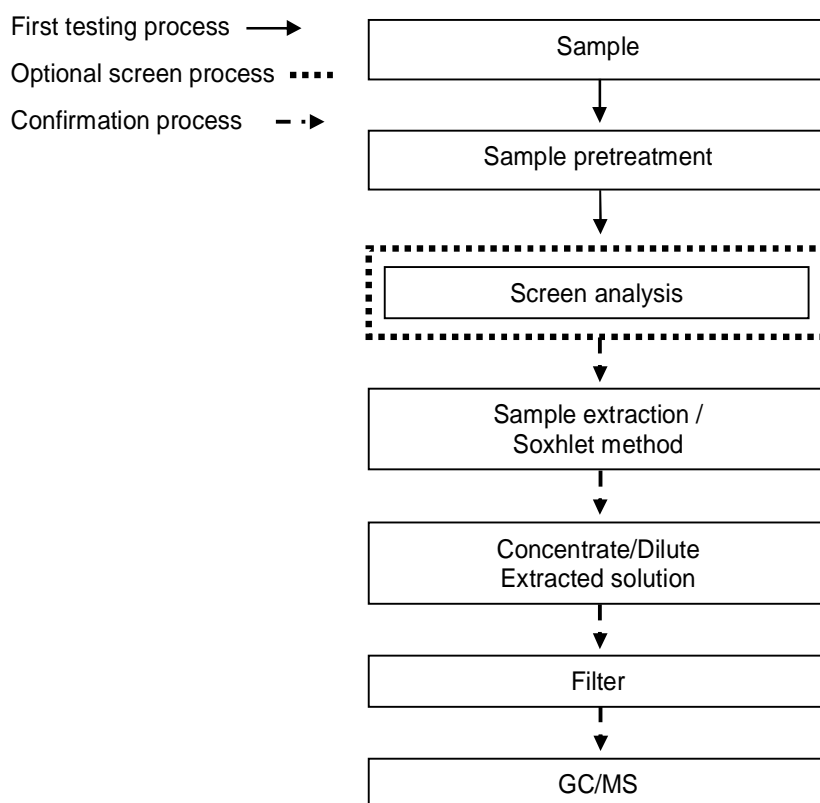 First testing process
Optional screen process
Confirmation process
Sample
Sample pretreatment
Screen analysis
Sample extraction /
Soxhlet method
Concentrate/Dilute
Extracted solution
Filter
GC/MS